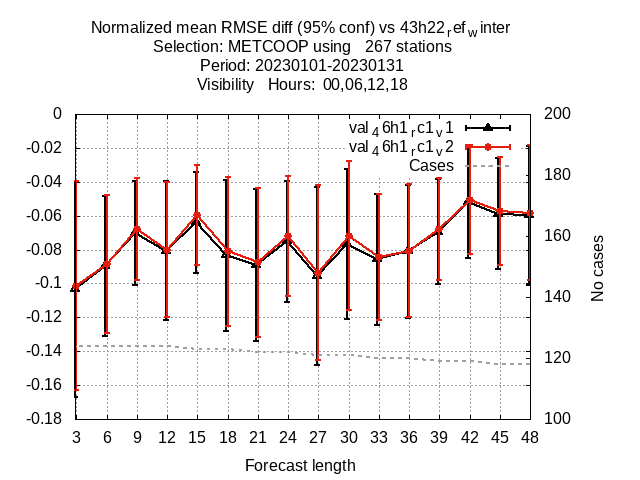 Normalized mean RMSE diff (95% conf) vs 43h22ref_winter
Selection: METCOOP using 267 stations
Period: 20230101-20230131
Visibility Hours: 00,06,12,18
0 200
val46h1rc1v1
-0.02
val46h1rc1v2
Cases
-0.04 180
-0.06 160
-0.08
-0.1 140
-0.12
-0.14 120
-0.16
-0.18 100
No cases
3 6 9 12 15 18 21 24 27 30 33 36 39 42 45 48
Forecast length